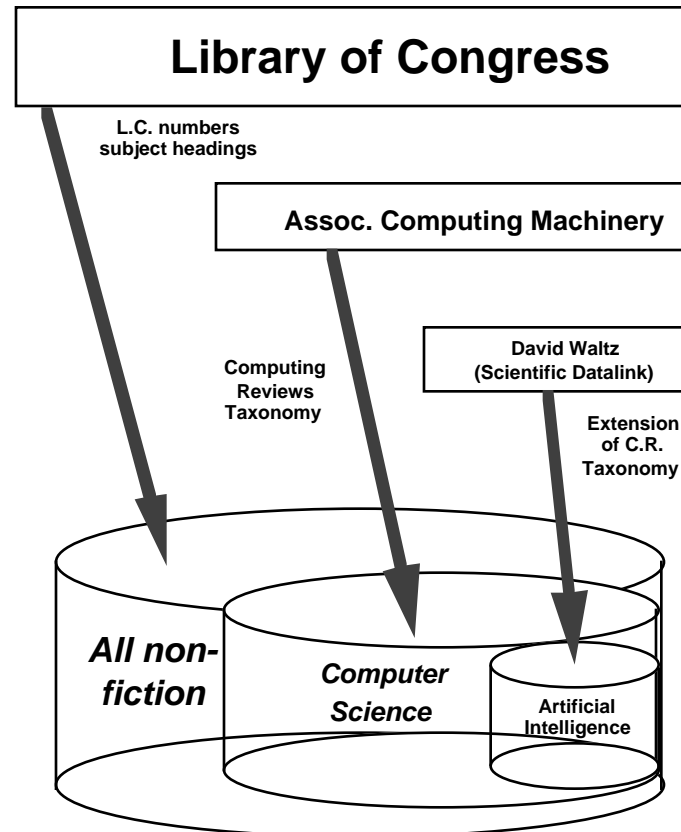 Library of Congress
L.C. numbers
subject headings
Assoc. Computing Machinery
Computing
Reviews
Taxonomy
David Waltz
(Scientific Datalink)
Extension
of C.R.
Taxonomy
All non-
fiction
Computer
Science
Artificial
Intelligence